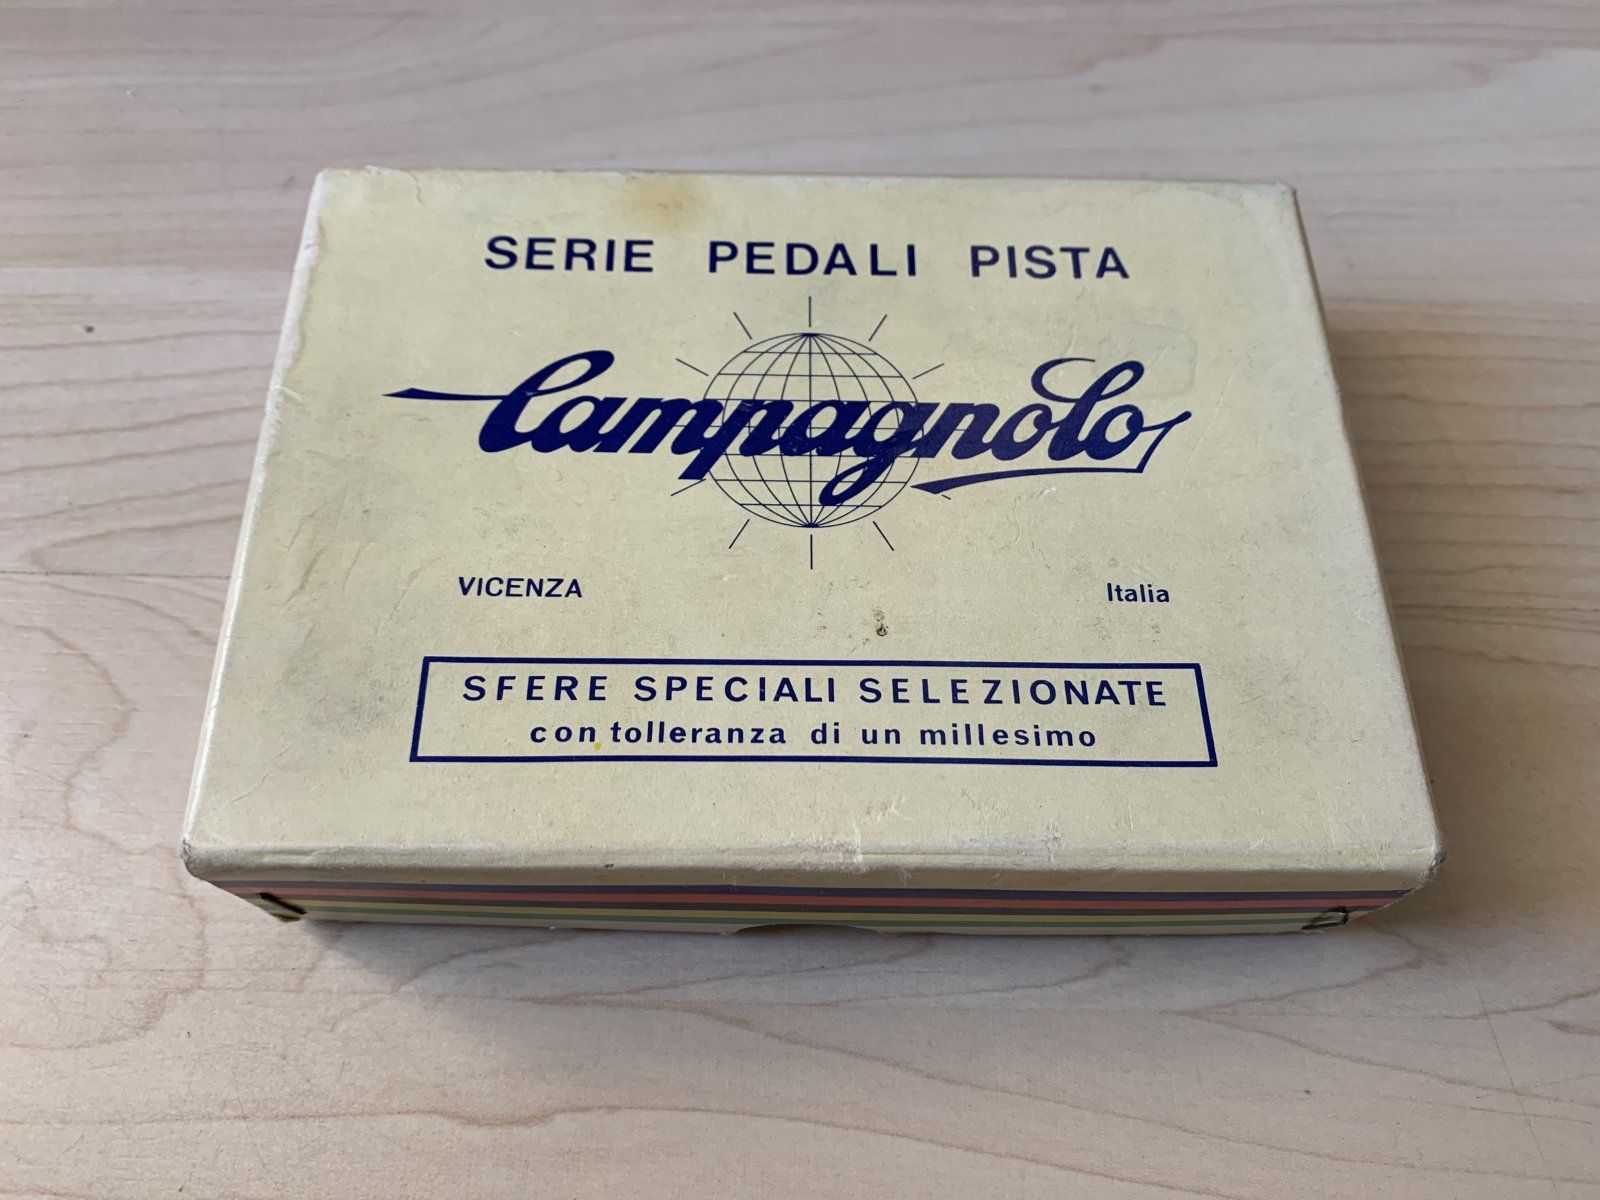 SERIE PEDALI PISTA
Campagnolo
VICENZA Italia
SFERE SPECIALI SELEZIONATE
con tolleranza di un millesimo